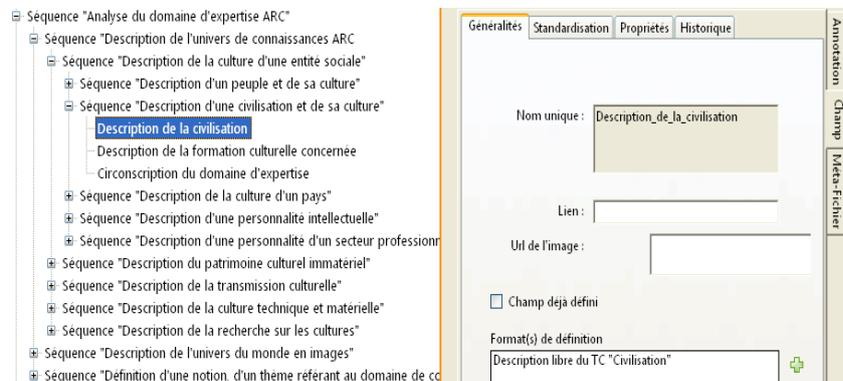 Séquence "Analyse du domaine d'expertise ARC"
Séquence "Description de l'univers de connaissances ARC
Séquence "Description de la culture d'une entité sociale"
Séquence "Description d'un peuple et de sa culture"
Séquence "Description d'une civilisation et de sa culture"
Description de la civilisation
Description de la formation culturelle concernée
Circonscription du domaine d'expertise
Séquence "Description de la culture d'un pays"
Séquence "Description d'une personnalité intellectuelle"
Séquence "Description d'une personnalité d'un secteur professionn
Séquence "Description du patrimoine culturel immatériel"
Séquence "Description de la transmission culturelle"
Séquence "Description de la culture technique et matérielle"
Séquence "Description de la recherche sur les cultures"
Séquence "Description de l'univers du monde en images"
Séquence "Définition d'une notion, d'un thème référant au domaine de co
Généralités Standardisation Propriétés Historique
Nom unique : Description_de_la_civilisation
Lien :
Url de l'image :
Champ déjà défini
Format(s) de définition
Description libre du TC "Civilisation"
Annotation
Champ
Méta-Fichier